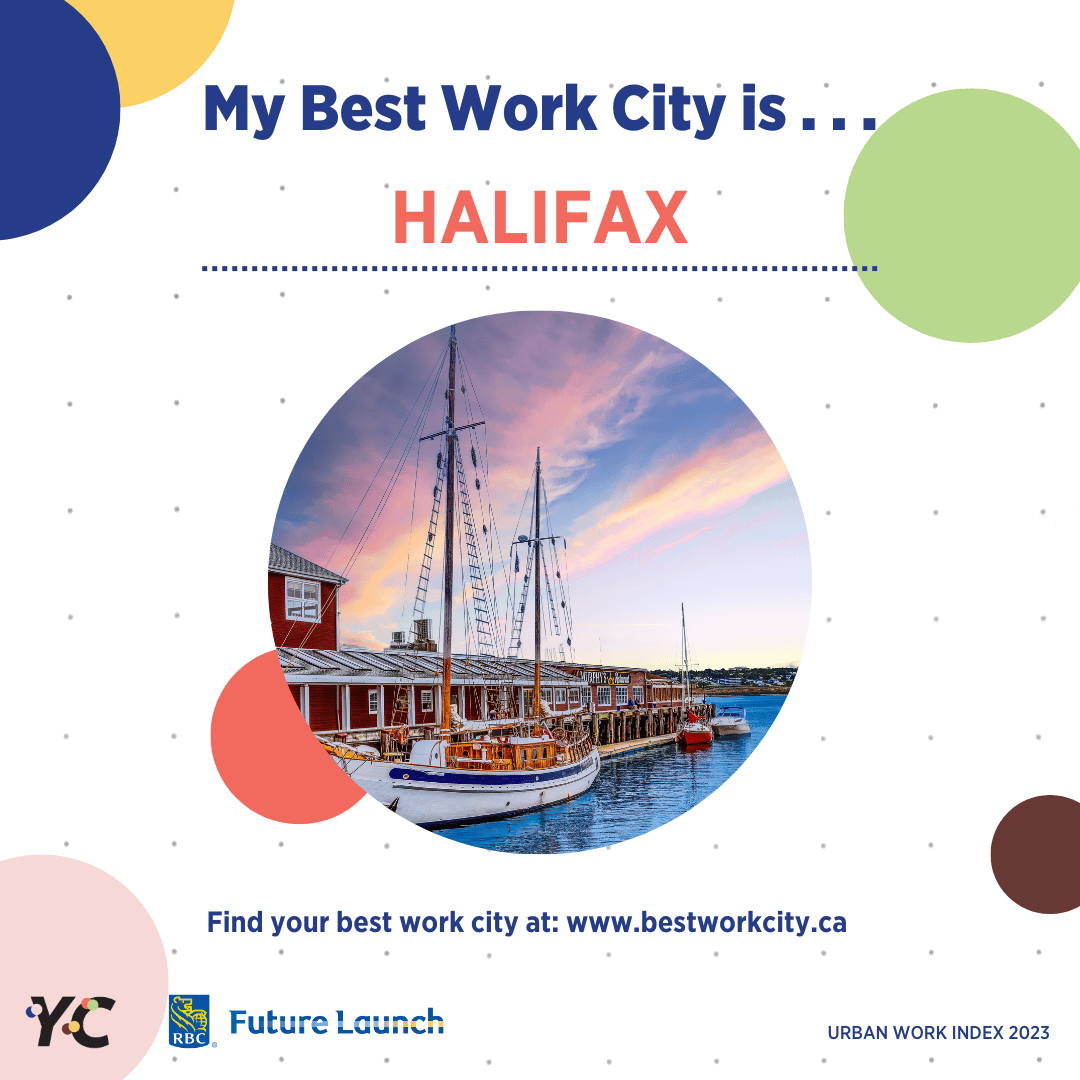 My Best Work City is . . .
HALIFAX
MURPHY'S
Find your best work city at: www.bestworkcity.ca
YC
RBC
®
Future Launch
URBAN WORK INDEX 2023